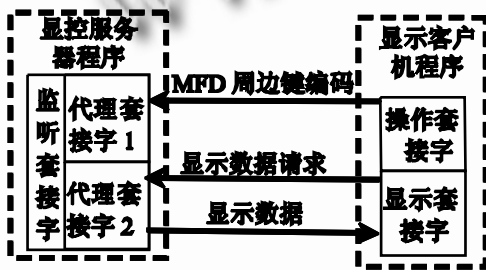 显控服务
器程序
监
听
套
接
字
代理套
接字 1
代理套
接字 2
MFD 周边键编码
显示数据请求
显示数据
显示客户
机程序
操作套
接字
显示套
接字